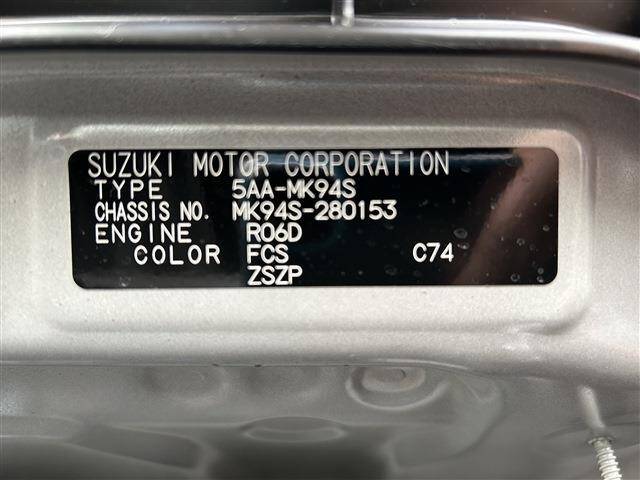 SUZUKI MOTOR CORPORATION
TYPE 5AA-MK94S
CHASSIS NO. MK94S-280153
ENGINE R06D
COLOR FCS C74
ZSZP